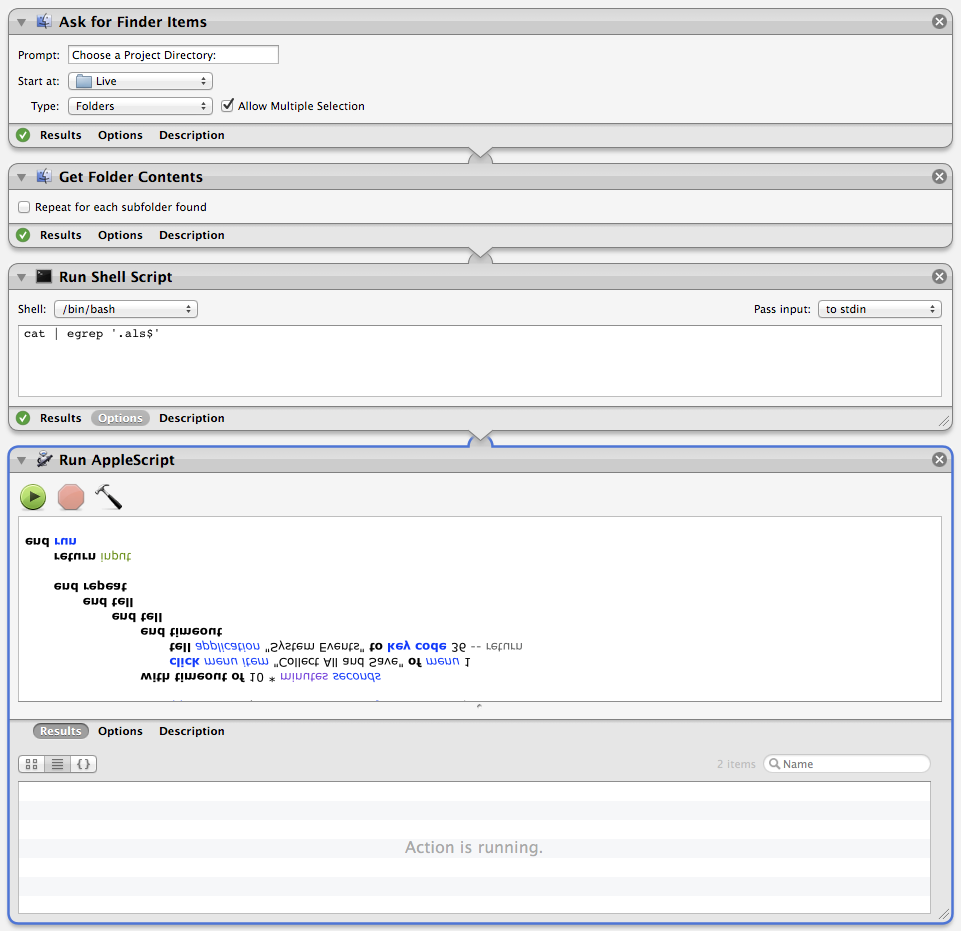 Ask for Finder Items
Prompt: Choose a Project Directory:
Start at: Live
Type: Folders Allow Multiple Selection
Results Options Description
Get Folder Contents
Repeat for each subfolder found
Results Options Description
Run Shell Script
Shell: /bin/bash Pass input: to stdin
cat | egrep '.als$'
Results Options Description
Run AppleScript
end run
return input
end repeat
end tell
end tell
end timeout
tell application "System Events" to key code 36 -- return
click menu item "Collect All and Save" of menu 1
with timeout of 10 * minutes seconds
Results Options Description
2 items Name
Action is running.